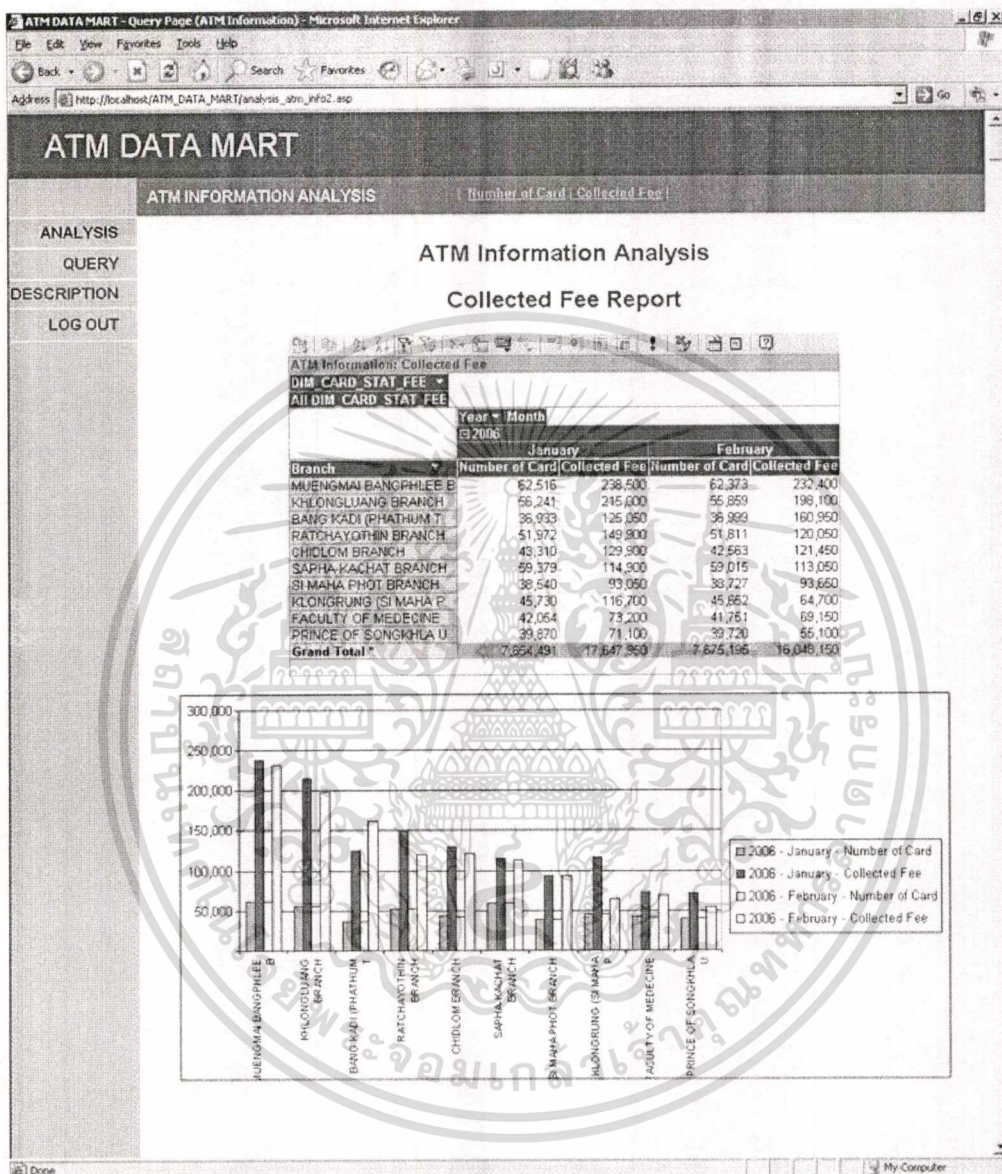 ATM DATA MART - Query Page (ATM Information) - Microsoft Internet Explorer
File Edit View Favorites Tools Help
Back Search Favorites
Address http://localhost/ATM_DATA_MART/analysis_atm_info2.asp Go
ATM DATA MART
ATM INFORMATION ANALYSIS | Number of Card | Collected Fee |
ANALYSIS
QUERY
DESCRIPTION
LOG OUT
ATM Information Analysis
Collected Fee Report
ATM Information: Collected Fee
DIM_CARD_STAT_FEE
All DIM_CARD_STAT_FEE
Year Month
2006
January February
Branch Number of Card Collected Fee Number of Card Collected Fee
MUENGMAI BANGPHLEE B 62,516 238,500 62,373 232,400
KHLONGLUANG BRANCH 56,241 215,000 55,859 198,100
BANG KADI (PHATHUM T 36,933 125,050 36,999 160,950
RATCHAYOTHIN BRANCH 51,972 149,900 51,811 120,050
CHIDLOM BRANCH 43,310 129,900 42,563 121,450
SAPHA-KACHAT BRANCH 59,379 114,900 59,015 113,050
SI MAHA PHOT BRANCH 38,540 93,050 38,727 93,650
KLONGRUNG (SI MAHA P 45,730 116,700 45,662 64,700
FACULTY OF MEDECINE 42,054 73,200 41,751 69,150
PRINCE OF SONGKHLA U 39,870 71,100 39,720 55,100
Grand Total * 7,654,491 17,647,950 7,675,195 16,048,150
300,000
250,000
200,000
150,000
100,000
50,000
2006 - January - Number of Card
2006 - January - Collected Fee
2006 - February - Number of Card
2006 - February - Collected Fee
MUENGMAI BANGPHLEE B
KHLONGLUANG BRANCH
BANG KADI (PHATHUM T
RATCHAYOTHIN BRANCH
CHIDLOM BRANCH
SAPHA-KACHAT BRANCH
SI MAHA PHOT BRANCH
KLONGRUNG (SI MAHA P
FACULTY OF MEDECINE
PRINCE OF SONGKHLA U
Done My Computer